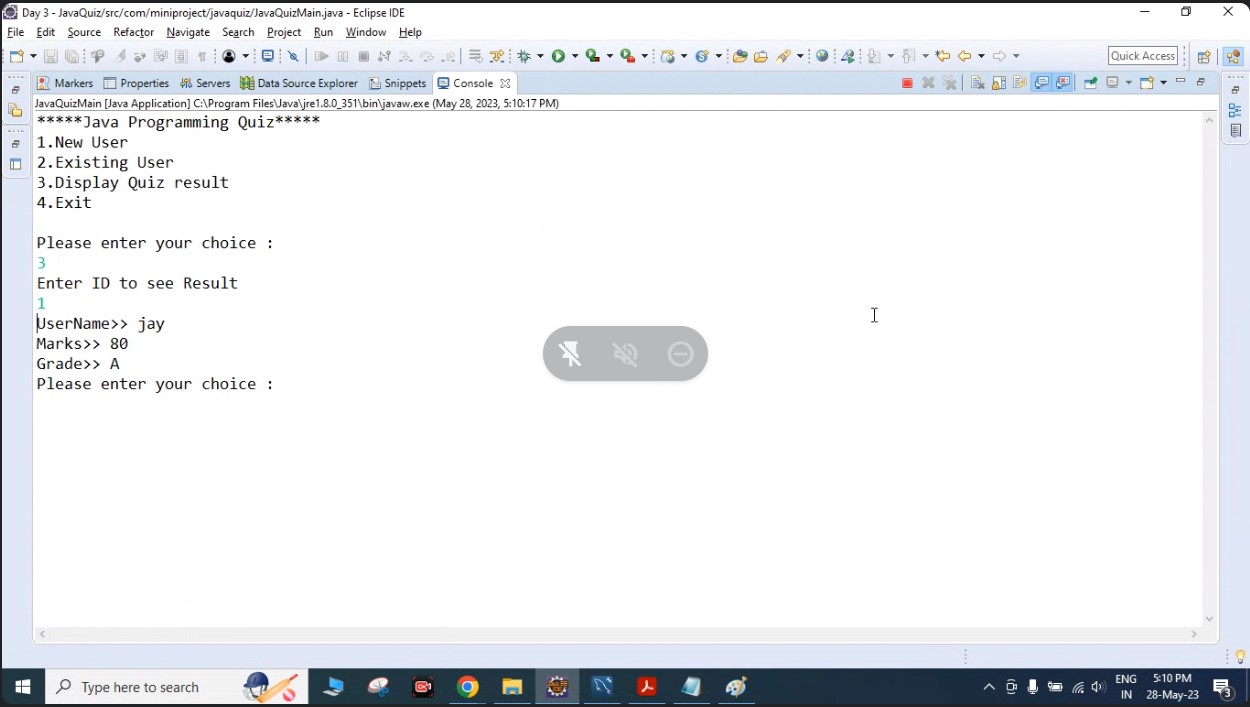 Day 3 - JavaQuiz/src/com/miniproject/javaquiz/JavaQuizMain.java - Eclipse IDE
File Edit Source Refactor Navigate Search Project Run Window Help
Quick Access
Markers Properties Servers Data Source Explorer Snippets Console
JavaQuizMain [Java Application] C:\Program Files\Java\jre1.8.0_351\bin\javaw.exe (May 28, 2023, 5:10:17 PM)
*****Java Programming Quiz*****
1.New User
2.Existing User
3.Display Quiz result
4.Exit
Please enter your choice :
3
Enter ID to see Result
1
UserName>> jay
Marks>> 80
Grade>> A
Please enter your choice :
Type here to search
ENG
IN
5:10 PM
28-May-23
3